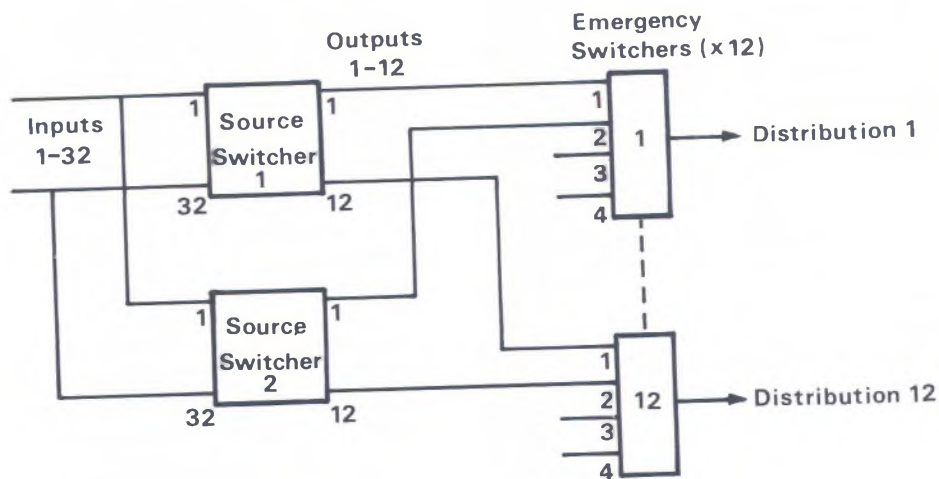 Outputs
1-12
Emergency
Switchers (x 12)
Inputs
1-32
1
32
Source
Switcher
1
1
12
1
2
3
4
1
Distribution 1
1
32
Source
Switcher
2
1
12
1
2
3
4
12
Distribution 12